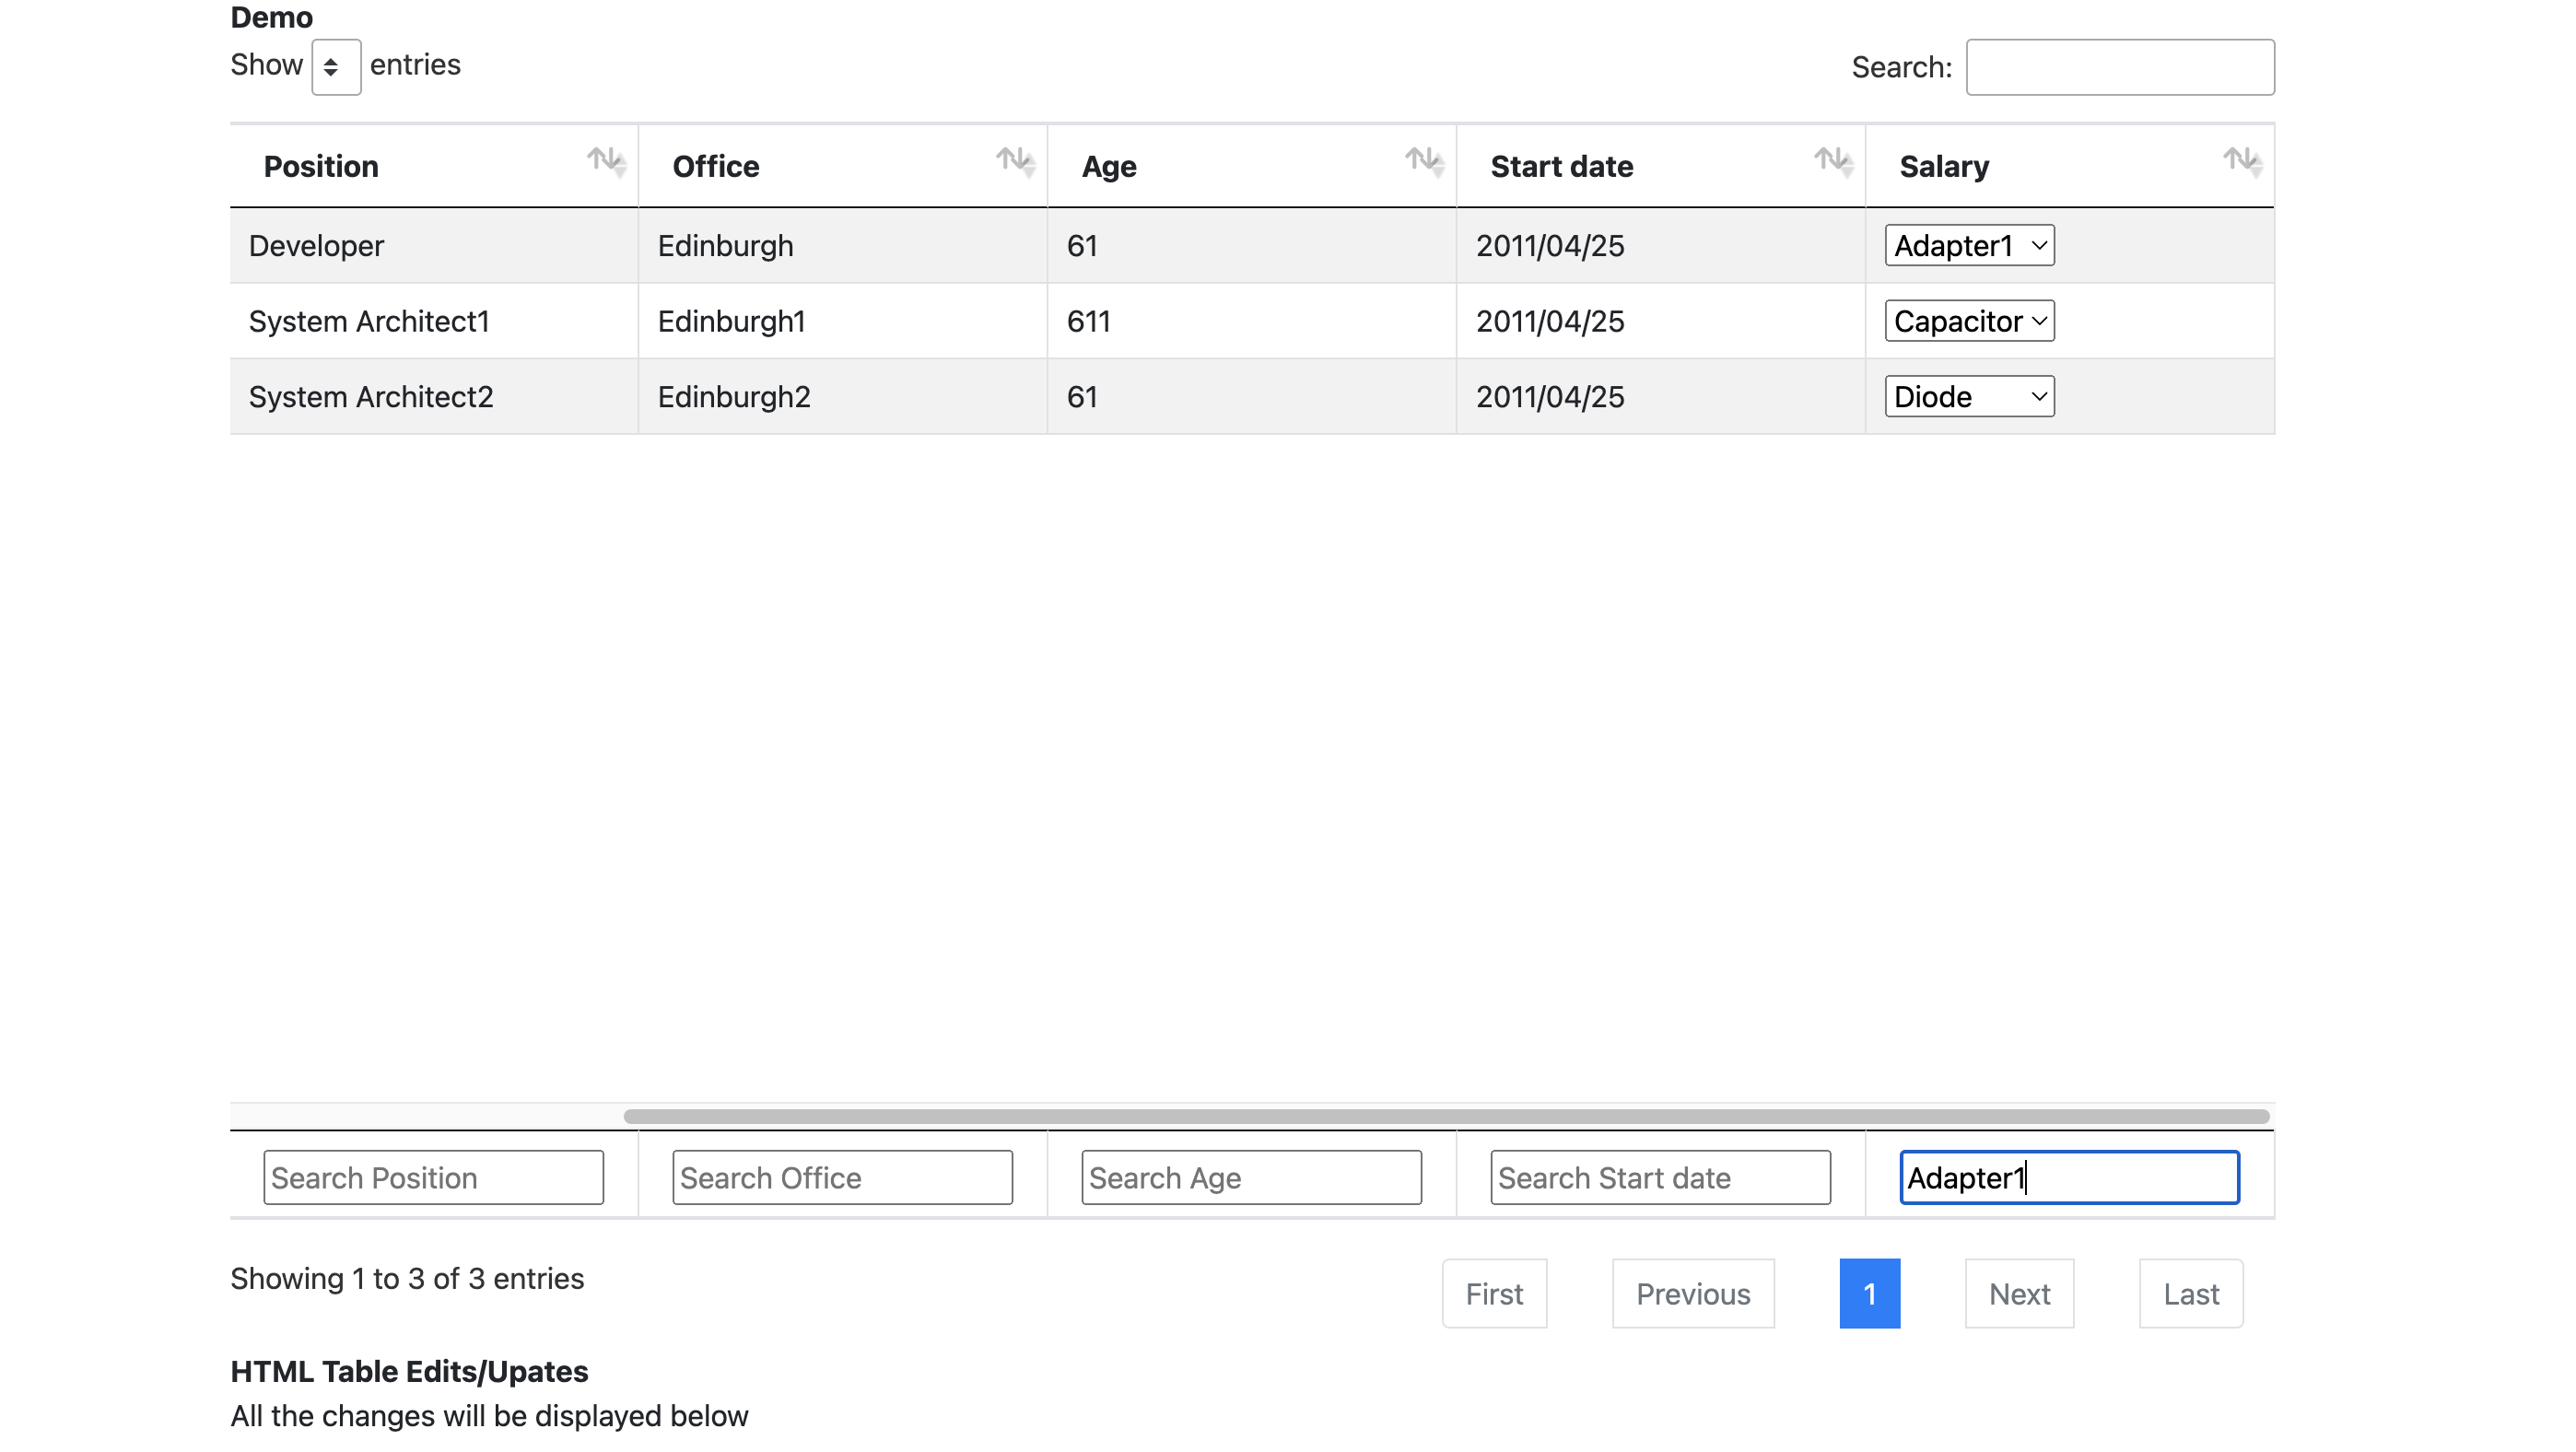 Demo
Show entries
Search:
Position Office Age Start date Salary
Developer Edinburgh 61 2011/04/25 Adapter1
System Architect1 Edinburgh1 611 2011/04/25 Capacitor
System Architect2 Edinburgh2 61 2011/04/25 Diode
Search Position Search Office Search Age Search Start date Adapter1
Showing 1 to 3 of 3 entries
First Previous 1 Next Last
HTML Table Edits/Upates
All the changes will be displayed below